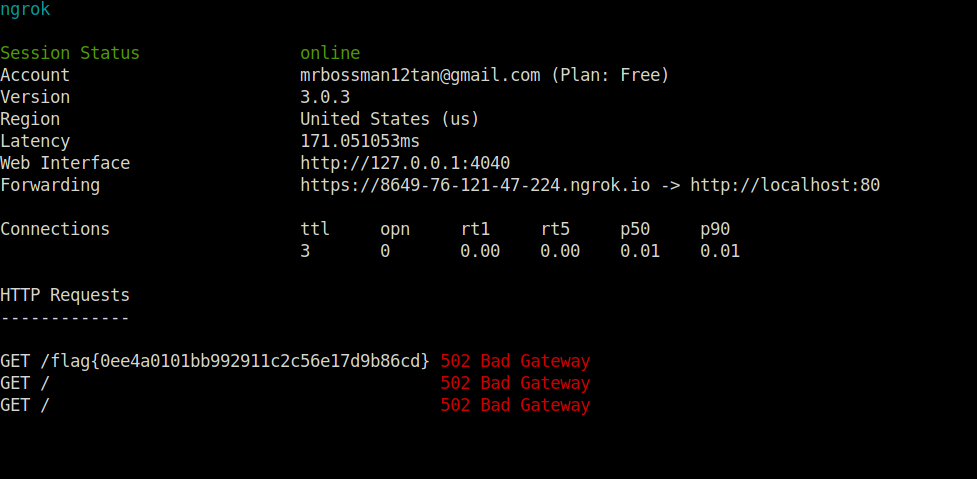 ngrok
Session Status online
Account mrbossman12tan@gmail.com (Plan: Free)
Version 3.0.3
Region United States (us)
Latency 171.051053ms
Web Interface http://127.0.0.1:4040
Forwarding https://8649-76-121-47-224.ngrok.io -> http://localhost:80
Connections ttl opn rt1 rt5 p50 p90
3 0 0.00 0.00 0.01 0.01
HTTP Requests
-------------
GET /flag{0ee4a0101bb992911c2c56e17d9b86cd} 502 Bad Gateway
GET / 502 Bad Gateway
GET / 502 Bad Gateway